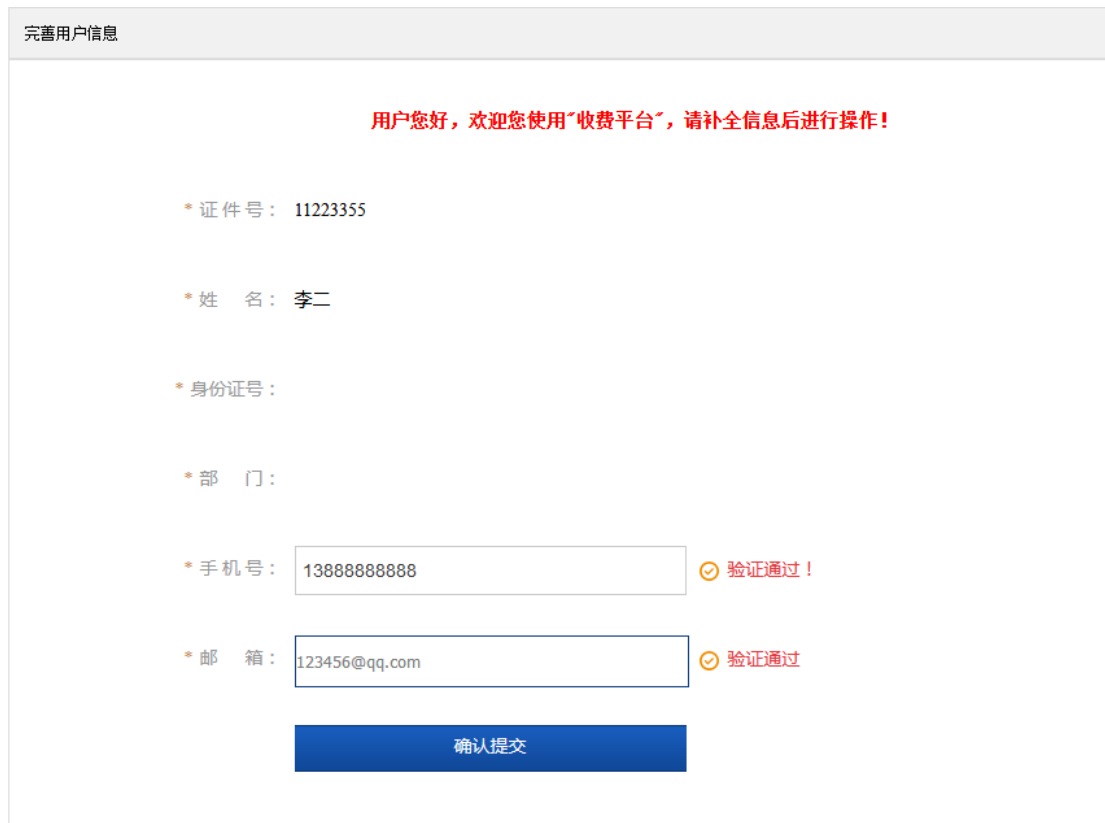 完善用户信息
用户您好，欢迎您使用"收费平台"，请补全信息后进行操作！
* 证件号： 11223355
* 姓 名： 李二
* 身份证号：
* 部 门：
* 手机号： 13888888888 验证通过！
* 邮 箱： 123456@qq.com 验证通过
确认提交